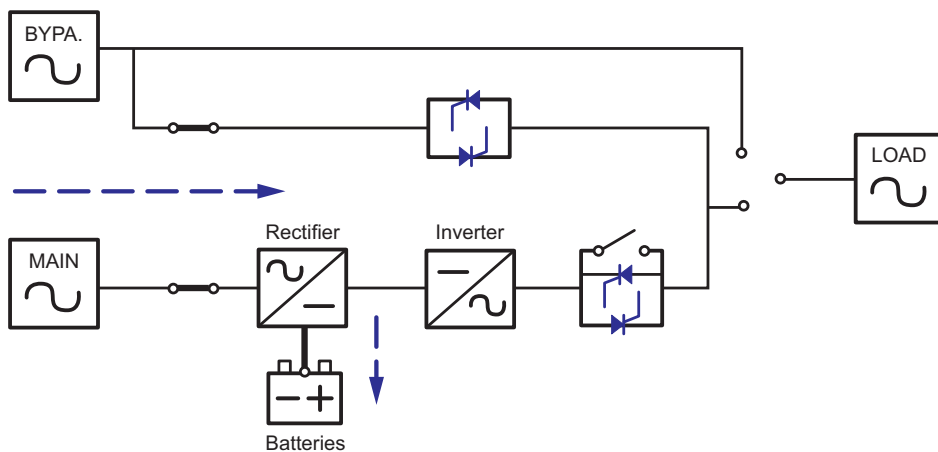 BYPA.
LOAD
MAIN
Rectifier
Inverter
Batteries